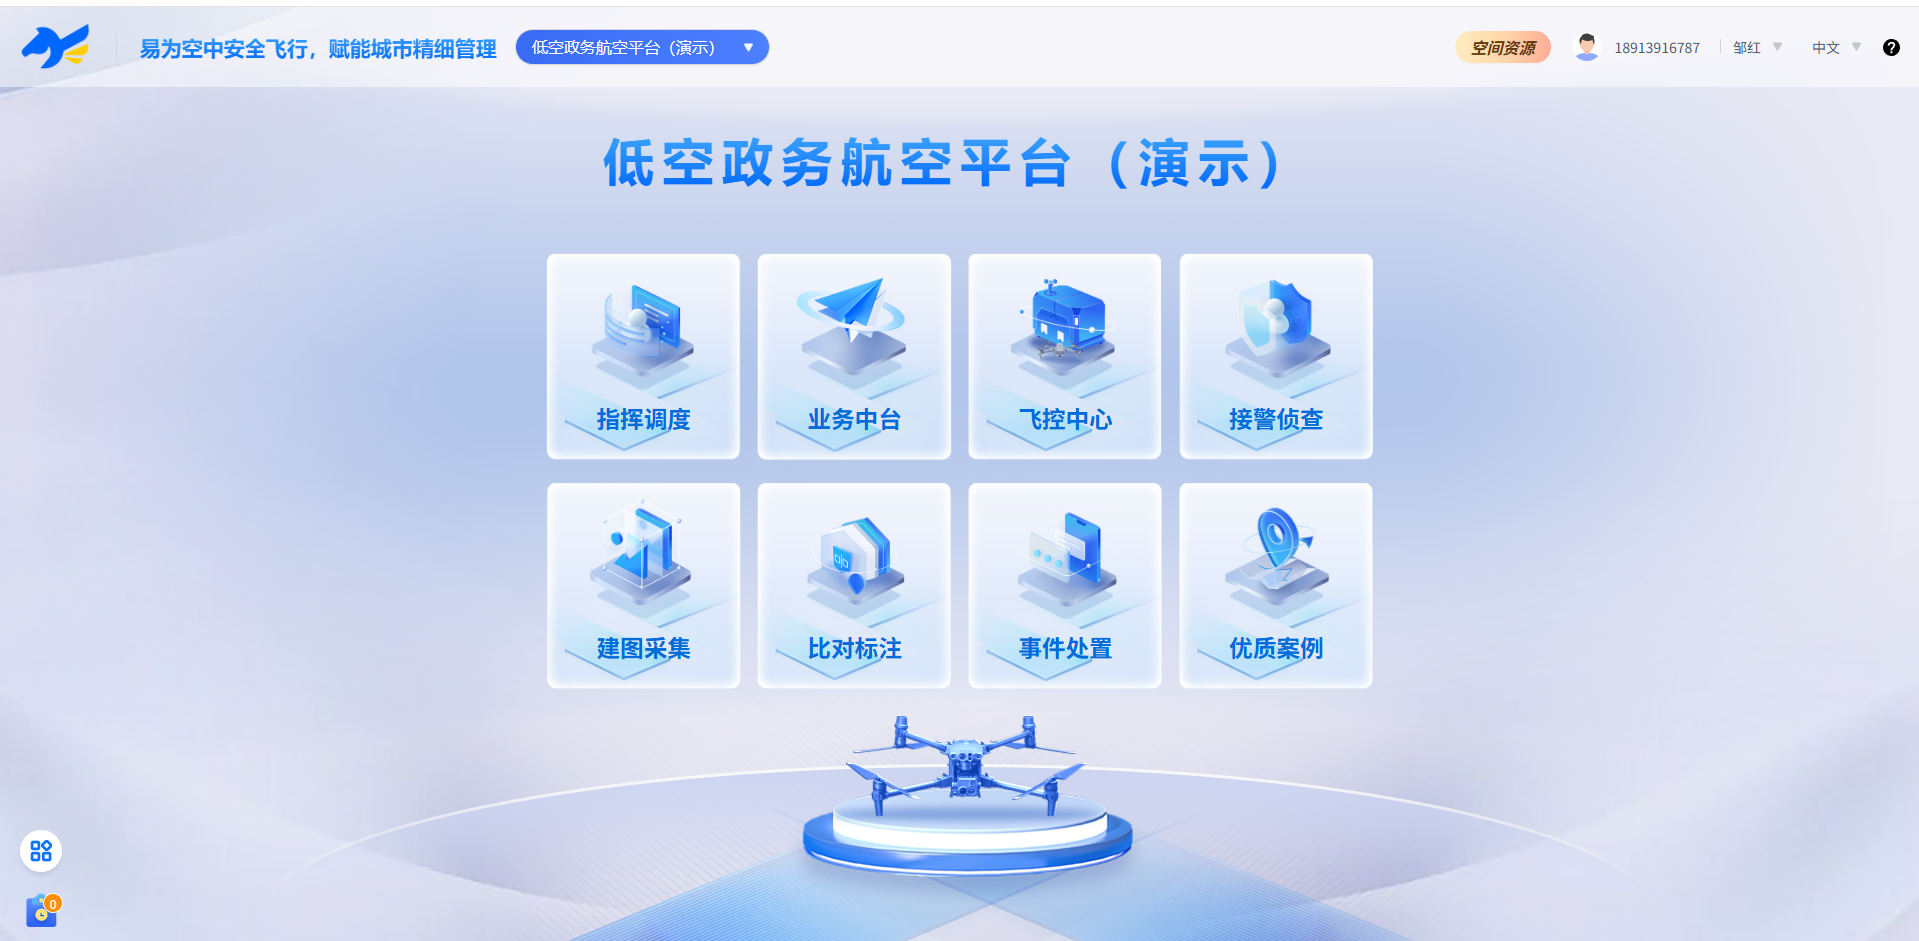 易为空中安全飞行，赋能城市精细管理
低空政务航空平台（演示）
空间资源
18913916787
邹红
中文
?
低空政务航空平台（演示）
指挥调度
业务中台
飞控中心
接警侦查
建图采集
比对标注
事件处置
优质案例
0